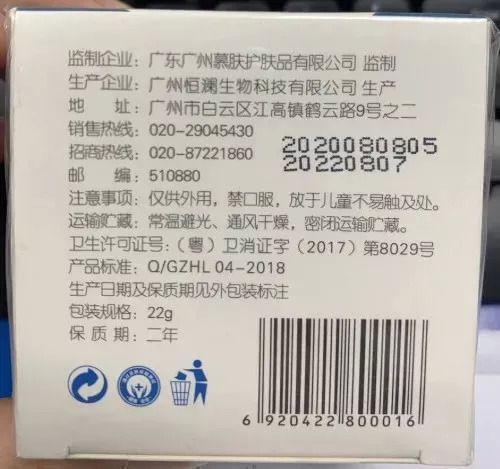 监制企业: 广东广州慕肤护肤品有限公司 监制
生产企业: 广州恒澜生物科技有限公司 生产
地 址: 广州市白云区江高镇鹤云路9号之二
销售热线: 020-29045430
招商热线: 020-87221860
2020080805
20220807
邮 编: 510880
注意事项: 仅供外用，禁口服，放于儿童不易触及处。
运输贮藏: 常温避光、通风干燥，密闭运输贮藏。
卫生许可证号: （粤）卫消证字（2017）第8029号
产品标准: Q/GZHL 04-2018
生产日期及保质期见外包装标注
包装规格: 22g
保 质 期: 二年
6 920422 800016